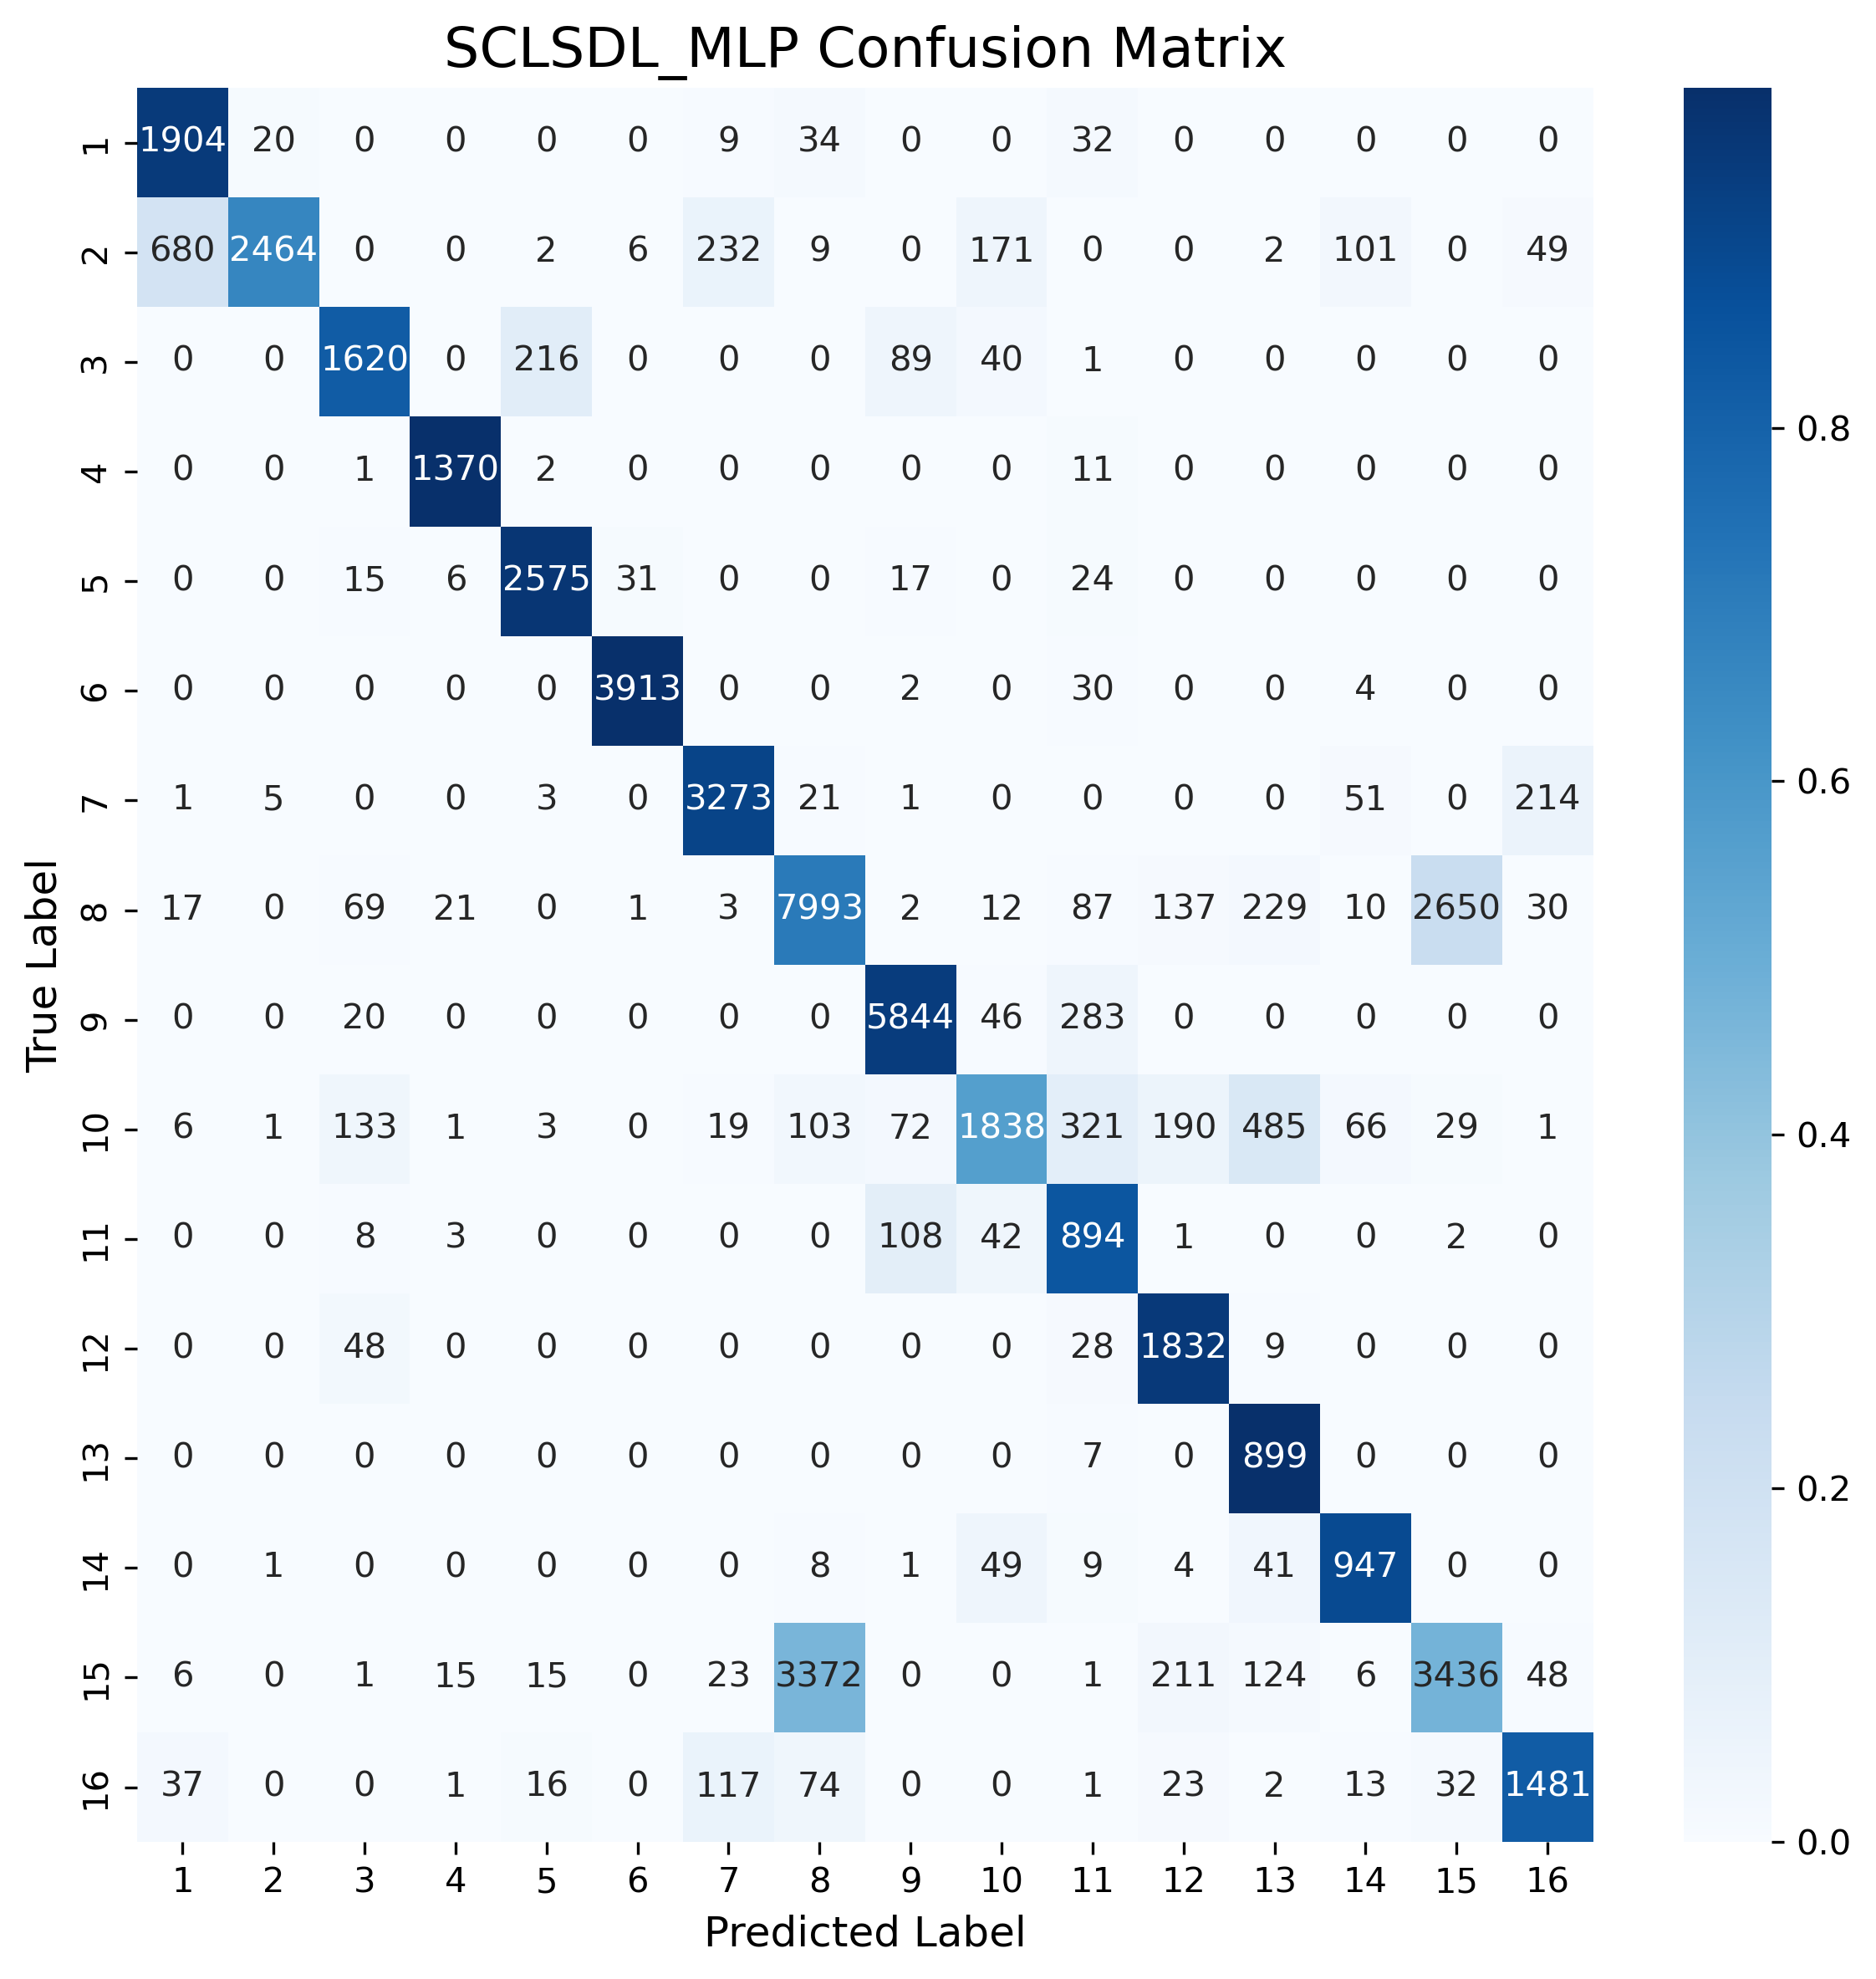 SCLSDL_MLP Confusion Matrix
1 1904 20 0 0 0 0 9 34 0 0 32 0 0 0 0 0
2 680 2464 0 0 2 6 232 9 0 171 0 0 2 101 0 49
3 0 0 1620 0 216 0 0 0 89 40 1 0 0 0 0 0
0.8
4 0 0 1 1370 2 0 0 0 0 0 11 0 0 0 0 0
5 0 0 15 6 2575 31 0 0 17 0 24 0 0 0 0 0
6 0 0 0 0 0 3913 0 0 2 0 30 0 0 4 0 0
0.6
7 1 5 0 0 3 0 3273 21 1 0 0 0 0 51 0 214
8 17 0 69 21 0 1 3 7993 2 12 87 137 229 10 2650 30
True Label
9 0 0 20 0 0 0 0 0 5844 46 283 0 0 0 0 0
10 6 1 133 1 3 0 19 103 72 1838 321 190 485 66 29 1
0.4
11 0 0 8 3 0 0 0 0 108 42 894 1 0 0 2 0
12 0 0 48 0 0 0 0 0 0 0 28 1832 9 0 0 0
13 0 0 0 0 0 0 0 0 0 0 7 0 899 0 0 0
0.2
14 0 1 0 0 0 0 0 8 1 49 9 4 41 947 0 0
15 6 0 1 15 15 0 23 3372 0 0 1 211 124 6 3436 48
16 37 0 0 1 16 0 117 74 0 0 1 23 2 13 32 1481
0.0
1 2 3 4 5 6 7 8 9 10 11 12 13 14 15 16
Predicted Label